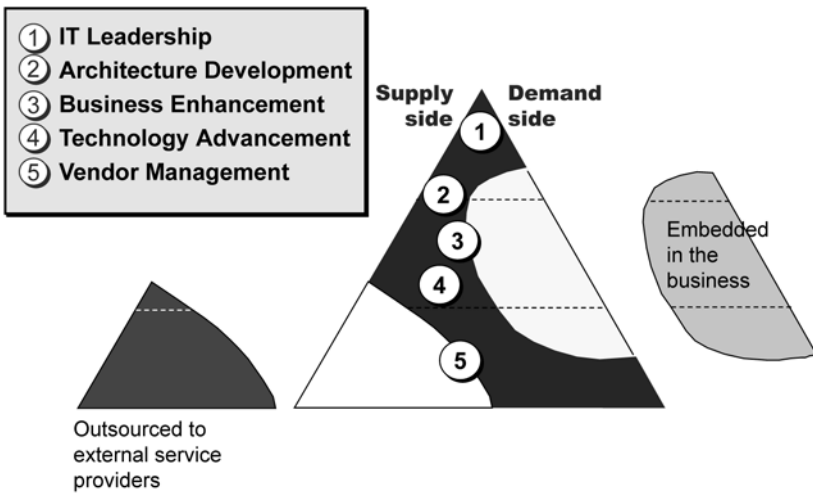 1 IT Leadership
2 Architecture Development
3 Business Enhancement
4 Technology Advancement
5 Vendor Management
Supply side
Demand side
1
2
3
4
5
Embedded
in the
business
Outsourced to
external service
providers